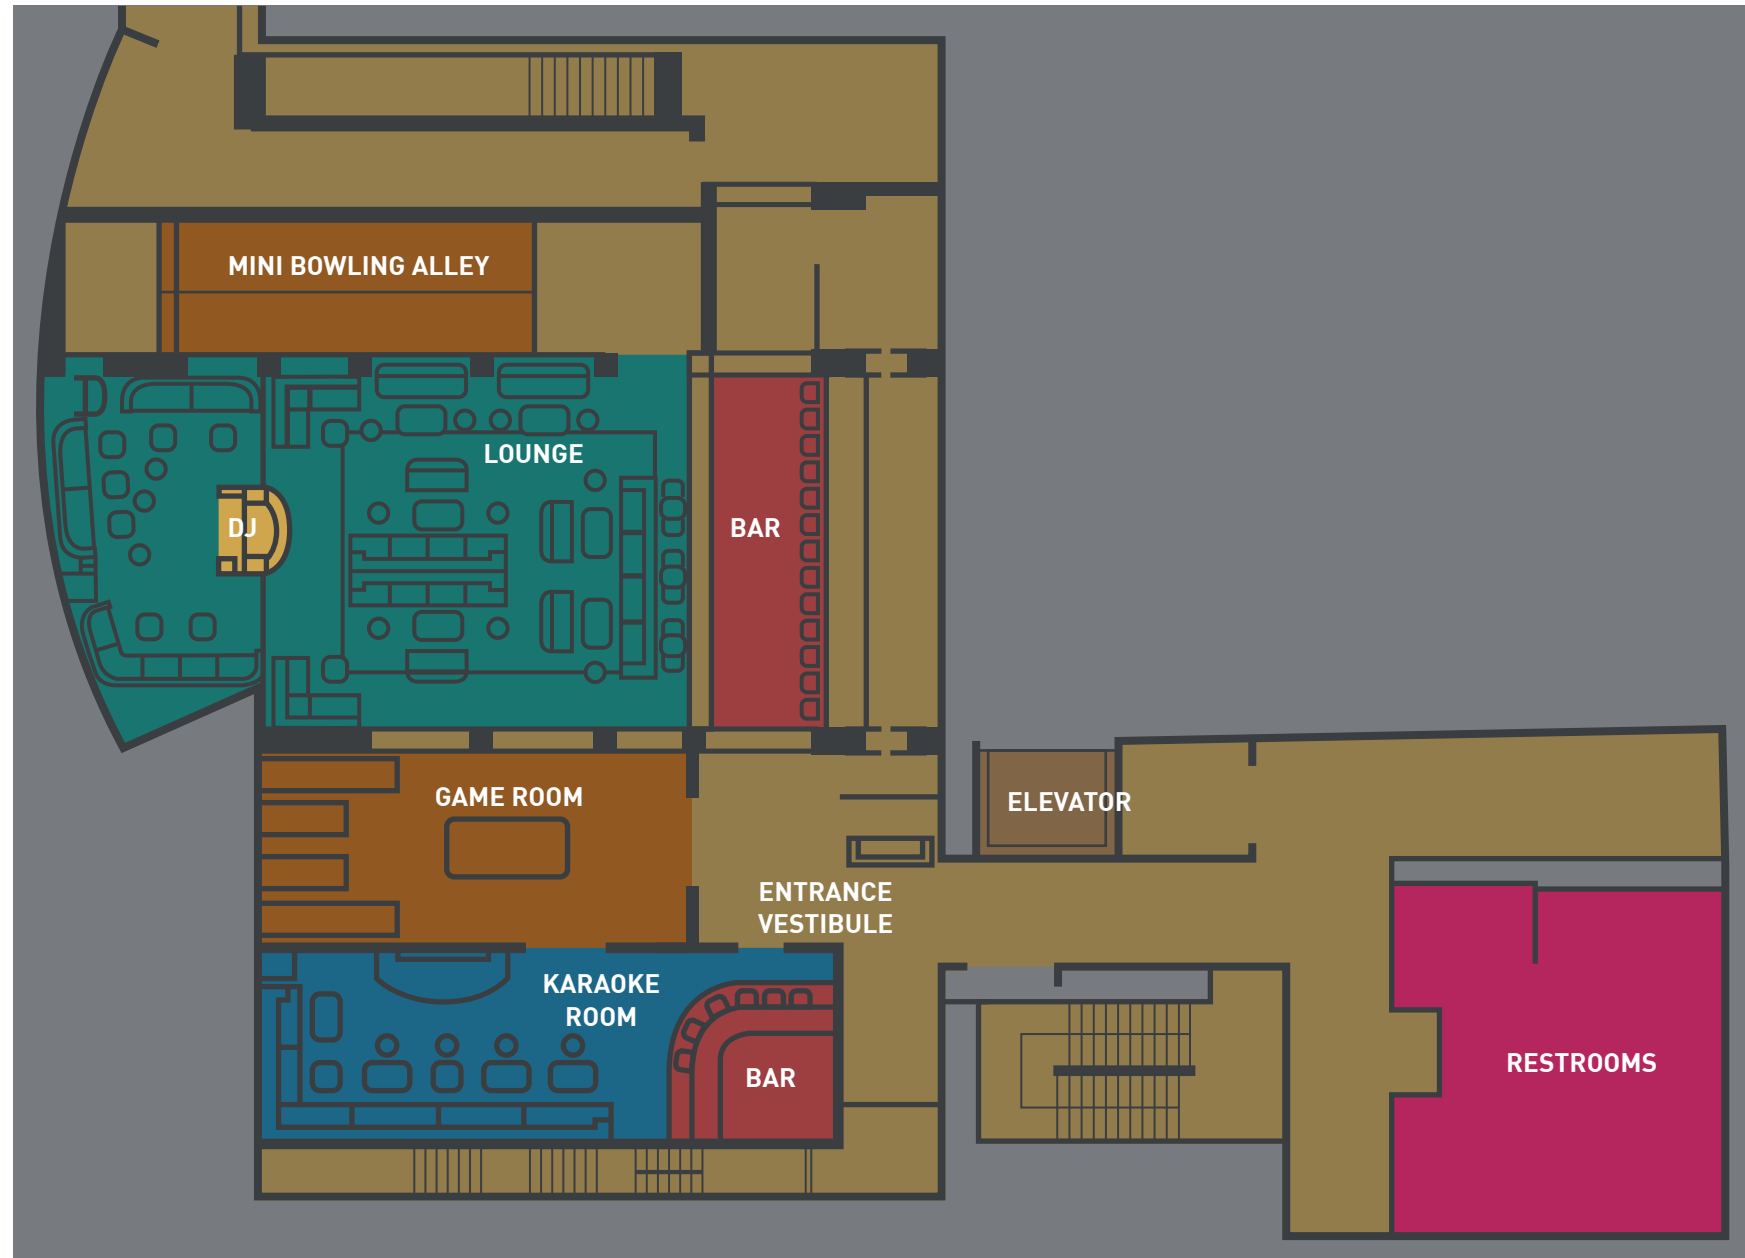 MINI BOWLING ALLEY
LOUNGE
DJ
BAR
GAME ROOM
ELEVATOR
ENTRANCE
VESTIBULE
KARAOKE
ROOM
BAR
RESTROOMS